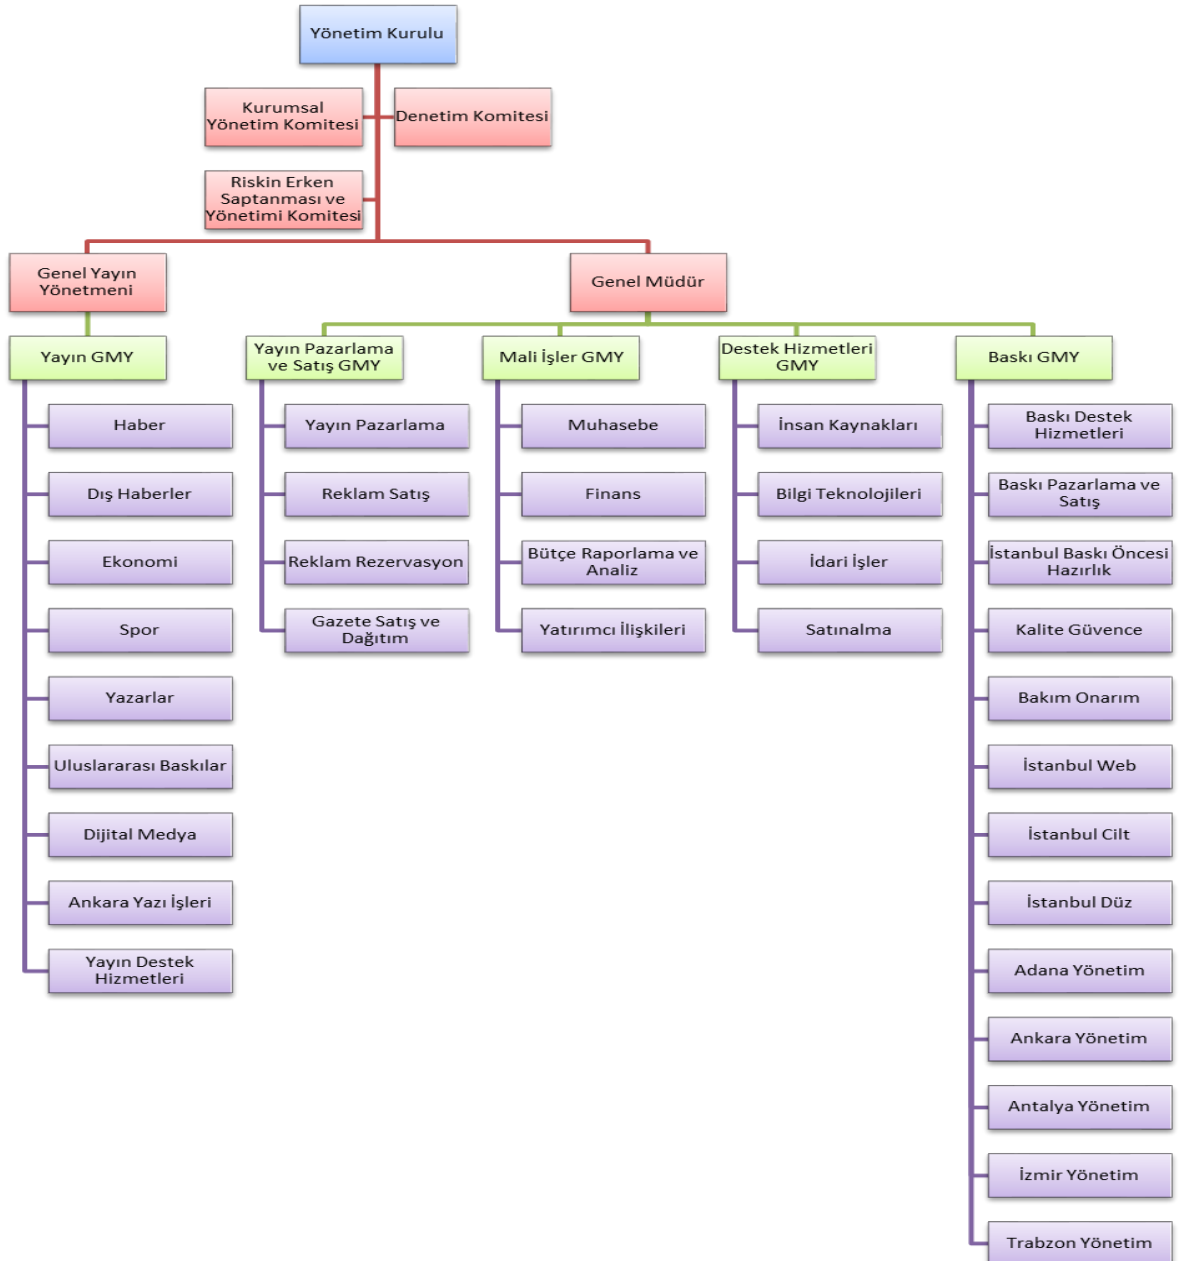 Yönetim Kurulu
Kurumsal
Yönetim Komitesi
Denetim Komitesi
Riskin Erken
Saptanması ve
Yönetimi Komitesi
Genel Yayın
Yönetmeni
Genel Müdür
Yayın GMY
Haber
Dış Haberler
Ekonomi
Spor
Yazarlar
Uluslararası Baskılar
Dijital Medya
Ankara Yazı İşleri
Yayın Destek
Hizmetleri
Yayın Pazarlama
ve Satış GMY
Yayın Pazarlama
Reklam Satış
Reklam Rezervasyon
Gazete Satış ve
Dağıtım
Mali İşler GMY
Muhasebe
Finans
Bütçe Raporlama ve
Analiz
Yatırımcı İlişkileri
Destek Hizmetleri
GMY
İnsan Kaynakları
Bilgi Teknolojileri
İdari İşler
Satınalma
Baskı GMY
Baskı Destek
Hizmetleri
Baskı Pazarlama ve
Satış
İstanbul Baskı Öncesi
Hazırlık
Kalite Güvence
Bakım Onarım
İstanbul Web
İstanbul Cilt
İstanbul Düz
Adana Yönetim
Ankara Yönetim
Antalya Yönetim
İzmir Yönetim
Trabzon Yönetim